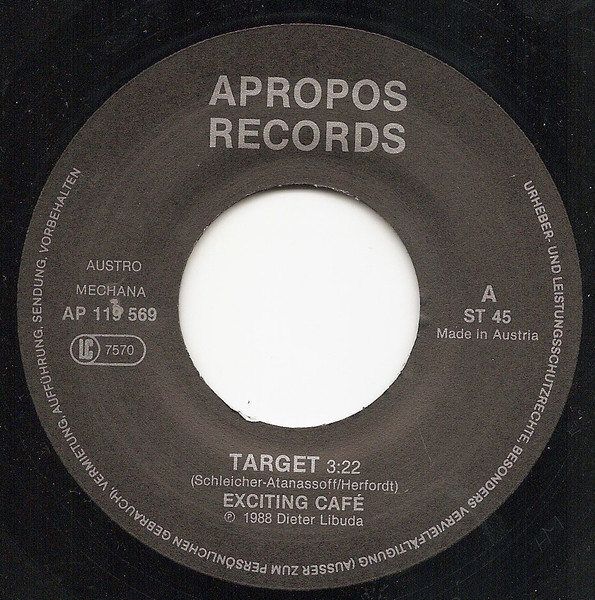 APROPOS
RECORDS
AUSTRO
MECHANA
AP 119 569
LC 7570
A
ST 45
Made in Austria
TARGET 3:22
(Schleicher-Atanassoff/Herfordt)
EXCITING CAFÉ
℗ 1988 Dieter Libuda
URHEBER- UND LEISTUNGSSCHUTZRECHTE, BESONDERS VERVIELFÄLTIGUNG (AUSSER ZUM PERSÖNLICHEN GEBRAUCH), VERMIETUNG, AUFFÜHRUNG, SENDUNG, VORBEHALTEN